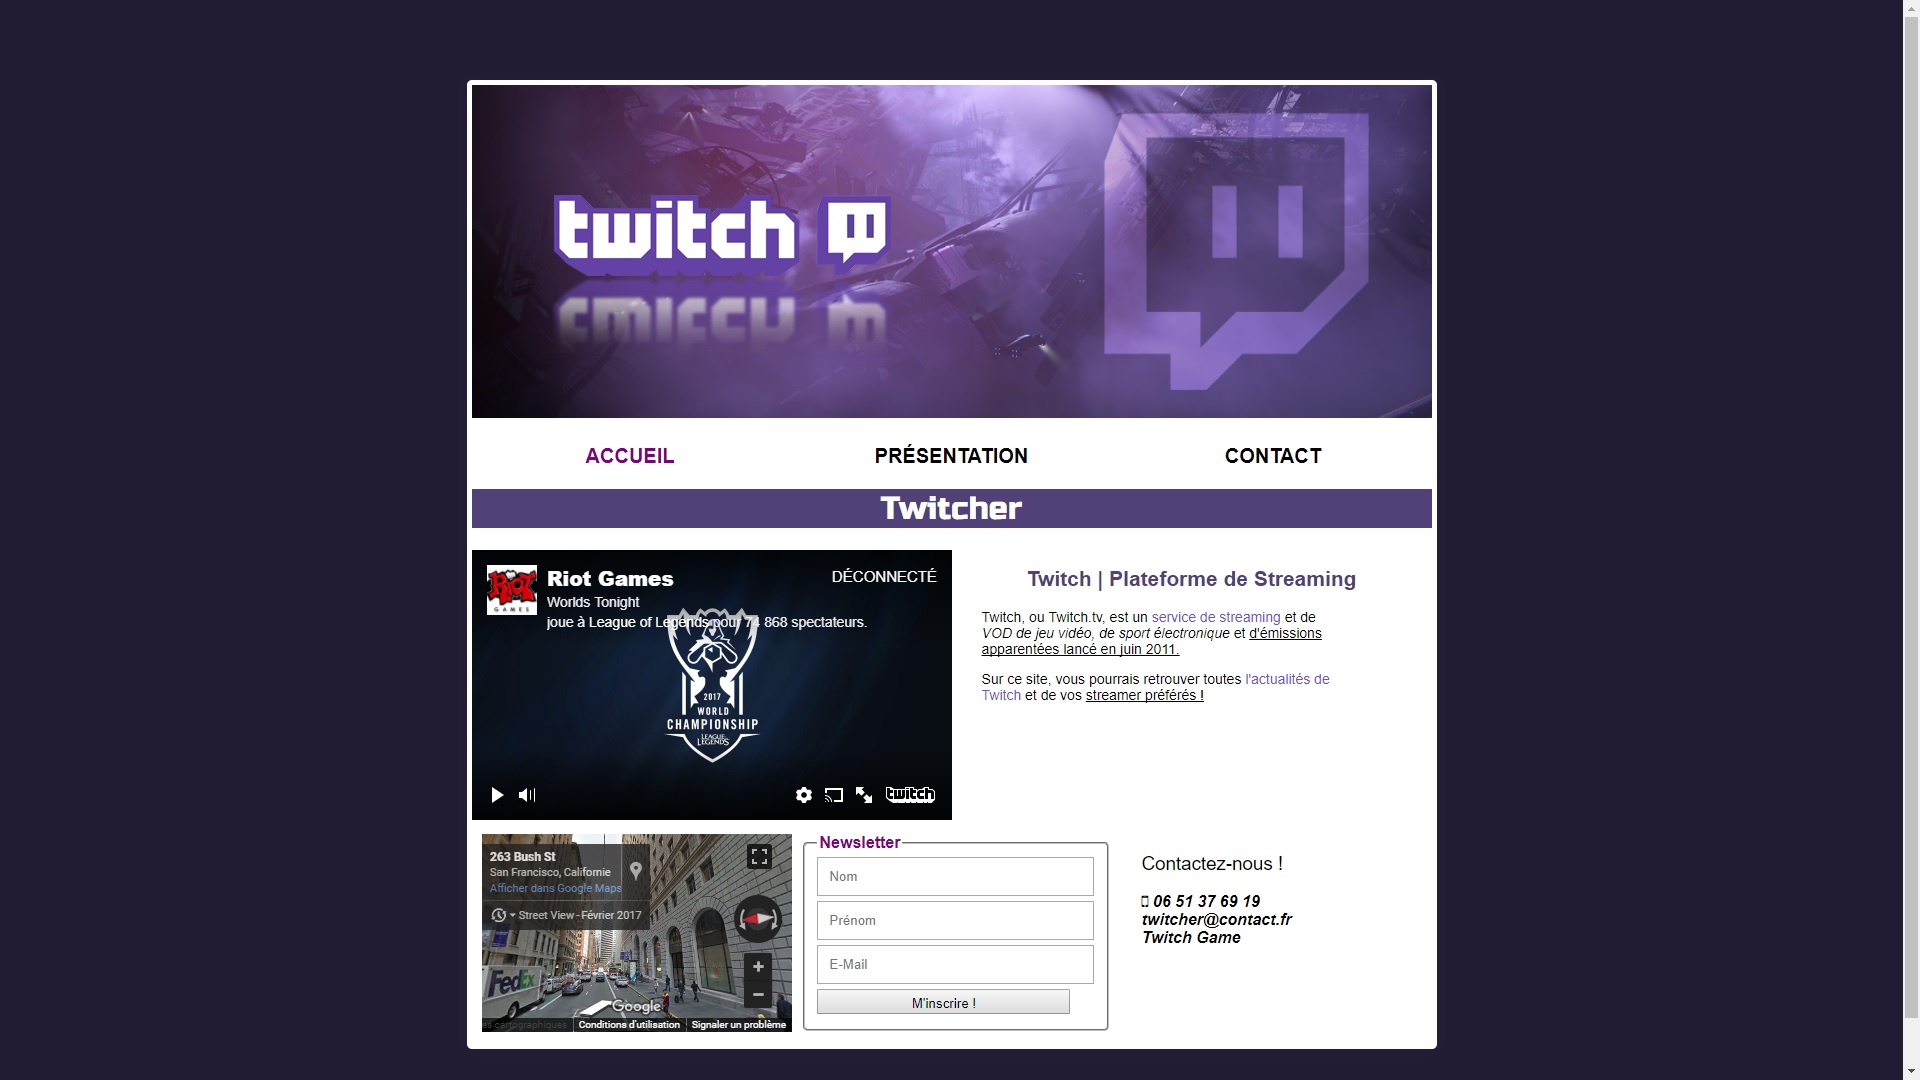 twitch
ACCUEIL PRÉSENTATION CONTACT
Twitcher
Riot Games
DÉCONNECTÉ
Worlds Tonight
joue à League of Legends pour 74 868 spectateurs.
RIOT
GAMES
2017
WORLD
CHAMPIONSHIP
LEAGUE OF
LEGENDS
twitch
Twitch | Plateforme de Streaming
Twitch, ou Twitch.tv, est un service de streaming et de
VOD de jeu vidéo, de sport électronique et d'émissions
apparentées lancé en juin 2011.
Sur ce site, vous pourrais retrouver toutes l'actualités de
Twitch et de vos streamer préférés !
263 Bush St
San Francisco, Californie
Afficher dans Google Maps
Street View - Février 2017
FedEx
Google
es cartographiques
Conditions d'utilisation
Signaler un problème
Newsletter
Nom
Prénom
E-Mail
M'inscrire !
Contactez-nous !
06 51 37 69 19
twitcher@contact.fr
Twitch Game